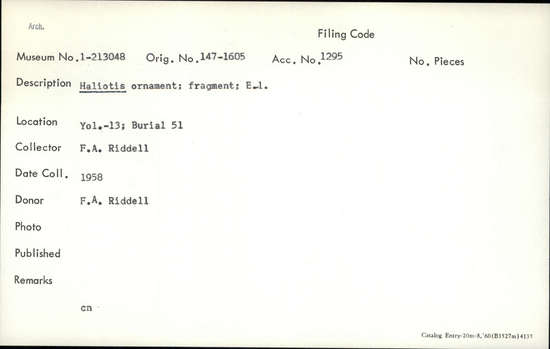 Arch.
Filing Code
Museum No.1-213048 Orig. No.147-1605 Acc. No.1295 No. Pieces
Description Haliotis ornament; fragment; E.1.
Location Yol.-13; Burial 51
Collector F.A. Riddell
Date Coll. 1958
Donor F.A. Riddell
Photo
Published
Remarks
cn
Catalog Entry-20m-8,'60(B1527m)4135